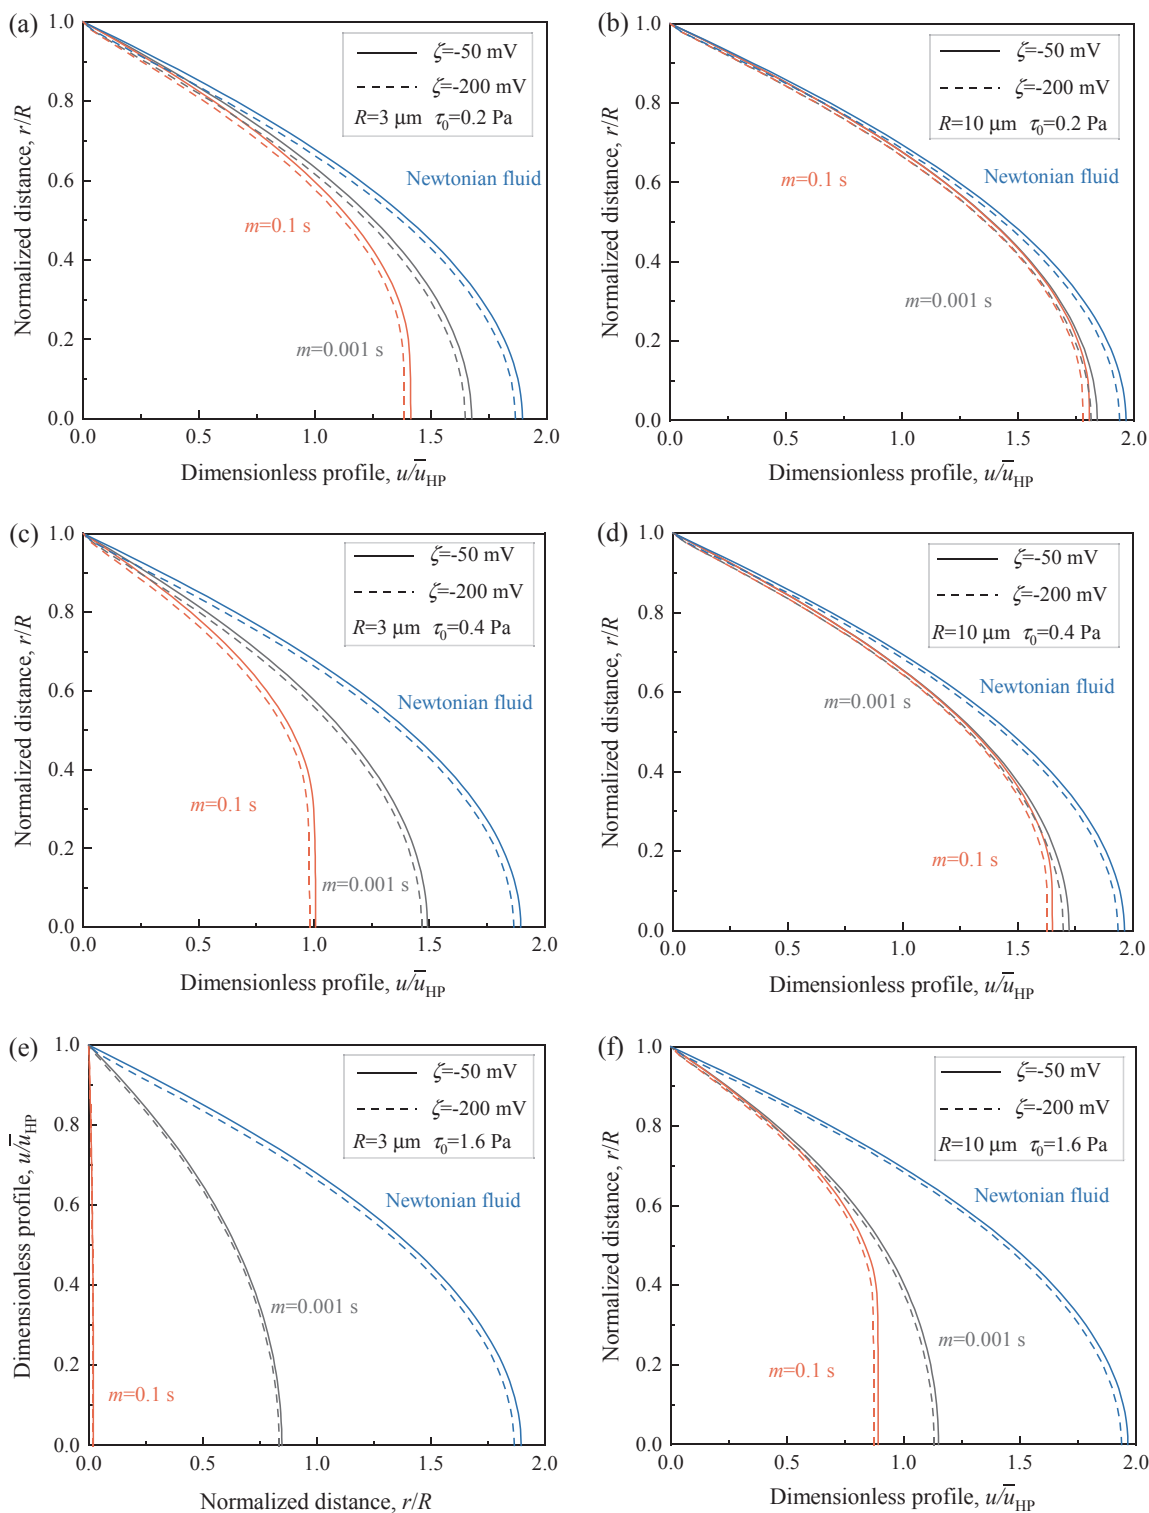 (a)
1.0
0.8
0.6
0.4
0.2
0.0
Normalized distance, r/R
ζ=-50 mV
ζ=-200 mV
R=3 μm τ₀=0.2 Pa
Newtonian fluid
m=0.1 s
m=0.001 s
0.0 0.5 1.0 1.5 2.0
Dimensionless profile, u/u̅HP
(b)
1.0
0.8
0.6
0.4
0.2
0.0
Normalized distance, r/R
ζ=-50 mV
ζ=-200 mV
R=10 μm τ₀=0.2 Pa
m=0.1 s
Newtonian fluid
m=0.001 s
0.0 0.5 1.0 1.5 2.0
Dimensionless profile, u/u̅HP
(c)
1.0
0.8
0.6
0.4
0.2
0.0
Normalized distance, r/R
ζ=-50 mV
ζ=-200 mV
R=3 μm τ₀=0.4 Pa
Newtonian fluid
m=0.1 s
m=0.001 s
0.0 0.5 1.0 1.5 2.0
Dimensionless profile, u/u̅HP
(d)
1.0
0.8
0.6
0.4
0.2
0.0
Normalized distance, r/R
ζ=-50 mV
ζ=-200 mV
R=10 μm τ₀=0.4 Pa
Newtonian fluid
m=0.001 s
m=0.1 s
0.0 0.5 1.0 1.5 2.0
Dimensionless profile, u/u̅HP
(e)
1.0
0.8
0.6
0.4
0.2
0.0
Dimensionless profile, u/u̅HP
ζ=-50 mV
ζ=-200 mV
R=3 μm τ₀=1.6 Pa
Newtonian fluid
m=0.001 s
m=0.1 s
0.0 0.5 1.0 1.5 2.0
Normalized distance, r/R
(f)
1.0
0.8
0.6
0.4
0.2
0.0
Normalized distance, r/R
ζ=-50 mV
ζ=-200 mV
R=10 μm τ₀=1.6 Pa
Newtonian fluid
m=0.001 s
m=0.1 s
0.0 0.5 1.0 1.5 2.0
Dimensionless profile, u/u̅HP